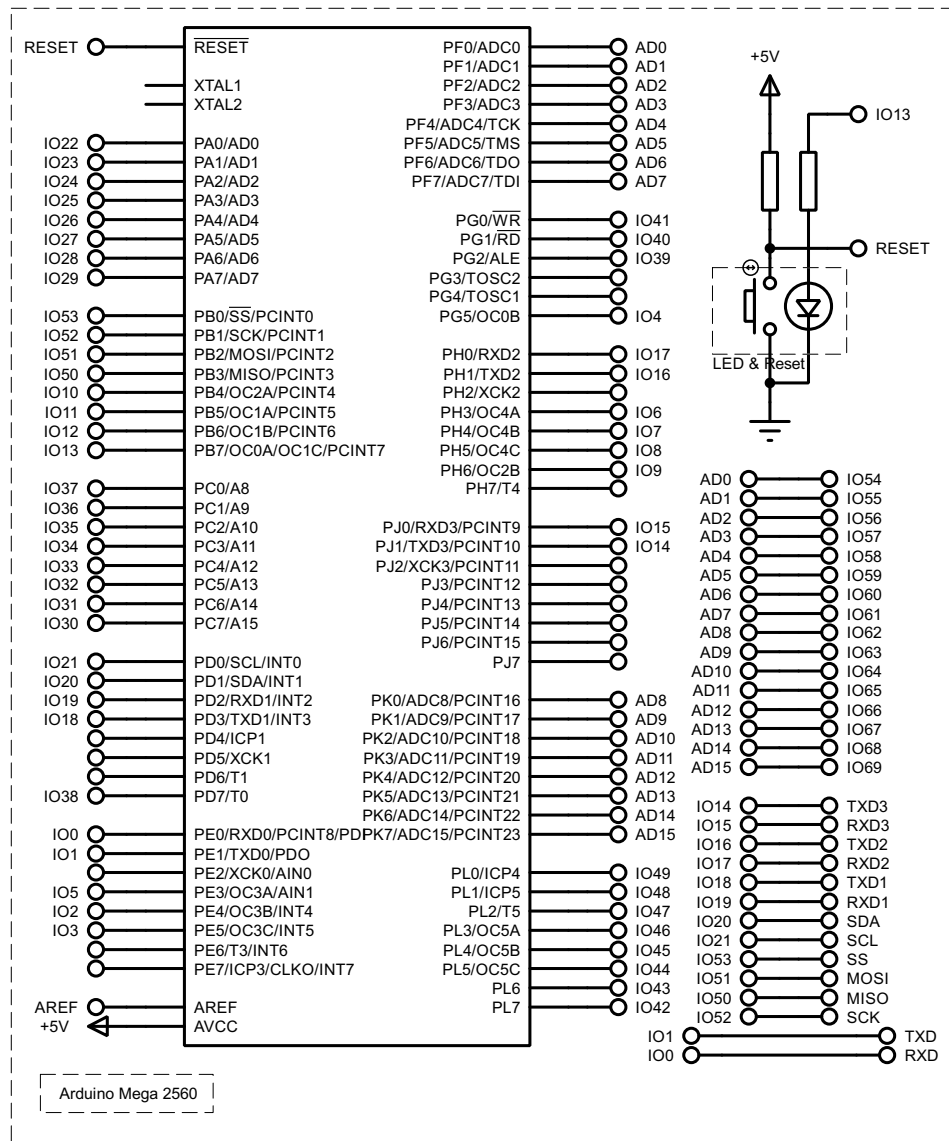 RESET
RESET
XTAL1
XTAL2
IO22 PA0/AD0
IO23 PA1/AD1
IO24 PA2/AD2
IO25 PA3/AD3
IO26 PA4/AD4
IO27 PA5/AD5
IO28 PA6/AD6
IO29 PA7/AD7
IO53 PB0/SS/PCINT0
IO52 PB1/SCK/PCINT1
IO51 PB2/MOSI/PCINT2
IO50 PB3/MISO/PCINT3
IO10 PB4/OC2A/PCINT4
IO11 PB5/OC1A/PCINT5
IO12 PB6/OC1B/PCINT6
IO13 PB7/OC0A/OC1C/PCINT7
IO37 PC0/A8
IO36 PC1/A9
IO35 PC2/A10
IO34 PC3/A11
IO33 PC4/A12
IO32 PC5/A13
IO31 PC6/A14
IO30 PC7/A15
IO21 PD0/SCL/INT0
IO20 PD1/SDA/INT1
IO19 PD2/RXD1/INT2
IO18 PD3/TXD1/INT3
PD4/ICP1
PD5/XCK1
PD6/T1
IO38 PD7/T0
IO0 PE0/RXD0/PCINT8/PDI
IO1 PE1/TXD0/PDO
PE2/XCK0/AIN0
IO5 PE3/OC3A/AIN1
IO2 PE4/OC3B/INT4
IO3 PE5/OC3C/INT5
PE6/T3/INT6
PE7/ICP3/CLKO/INT7
AREF AREF
+5V AVCC
PF0/ADC0 AD0
PF1/ADC1 AD1
PF2/ADC2 AD2
PF3/ADC3 AD3
PF4/ADC4/TCK AD4
PF5/ADC5/TMS AD5
PF6/ADC6/TDO AD6
PF7/ADC7/TDI AD7
PG0/WR IO41
PG1/RD IO40
PG2/ALE IO39
PG3/TOSC2
PG4/TOSC1
PG5/OC0B IO4
PH0/RXD2 IO17
PH1/TXD2 IO16
PH2/XCK2
PH3/OC4A IO6
PH4/OC4B IO7
PH5/OC4C IO8
PH6/OC2B IO9
PH7/T4
PJ0/RXD3/PCINT9 IO15
PJ1/TXD3/PCINT10 IO14
PJ2/XCK3/PCINT11
PJ3/PCINT12
PJ4/PCINT13
PJ5/PCINT14
PJ6/PCINT15
PJ7
PK0/ADC8/PCINT16 AD8
PK1/ADC9/PCINT17 AD9
PK2/ADC10/PCINT18 AD10
PK3/ADC11/PCINT19 AD11
PK4/ADC12/PCINT20 AD12
PK5/ADC13/PCINT21 AD13
PK6/ADC14/PCINT22 AD14
PK7/ADC15/PCINT23 AD15
PL0/ICP4 IO49
PL1/ICP5 IO48
PL2/T5 IO47
PL3/OC5A IO46
PL4/OC5B IO45
PL5/OC5C IO44
PL6 IO43
PL7 IO42
+5V
IO13
RESET
LED & Reset
AD0 IO54
AD1 IO55
AD2 IO56
AD3 IO57
AD4 IO58
AD5 IO59
AD6 IO60
AD7 IO61
AD8 IO62
AD9 IO63
AD10 IO64
AD11 IO65
AD12 IO66
AD13 IO67
AD14 IO68
AD15 IO69
IO14 TXD3
IO15 RXD3
IO16 TXD2
IO17 RXD2
IO18 TXD1
IO19 RXD1
IO20 SDA
IO21 SCL
IO53 SS
IO51 MOSI
IO50 MISO
IO52 SCK
IO1 TXD
IO0 RXD
Arduino Mega 2560